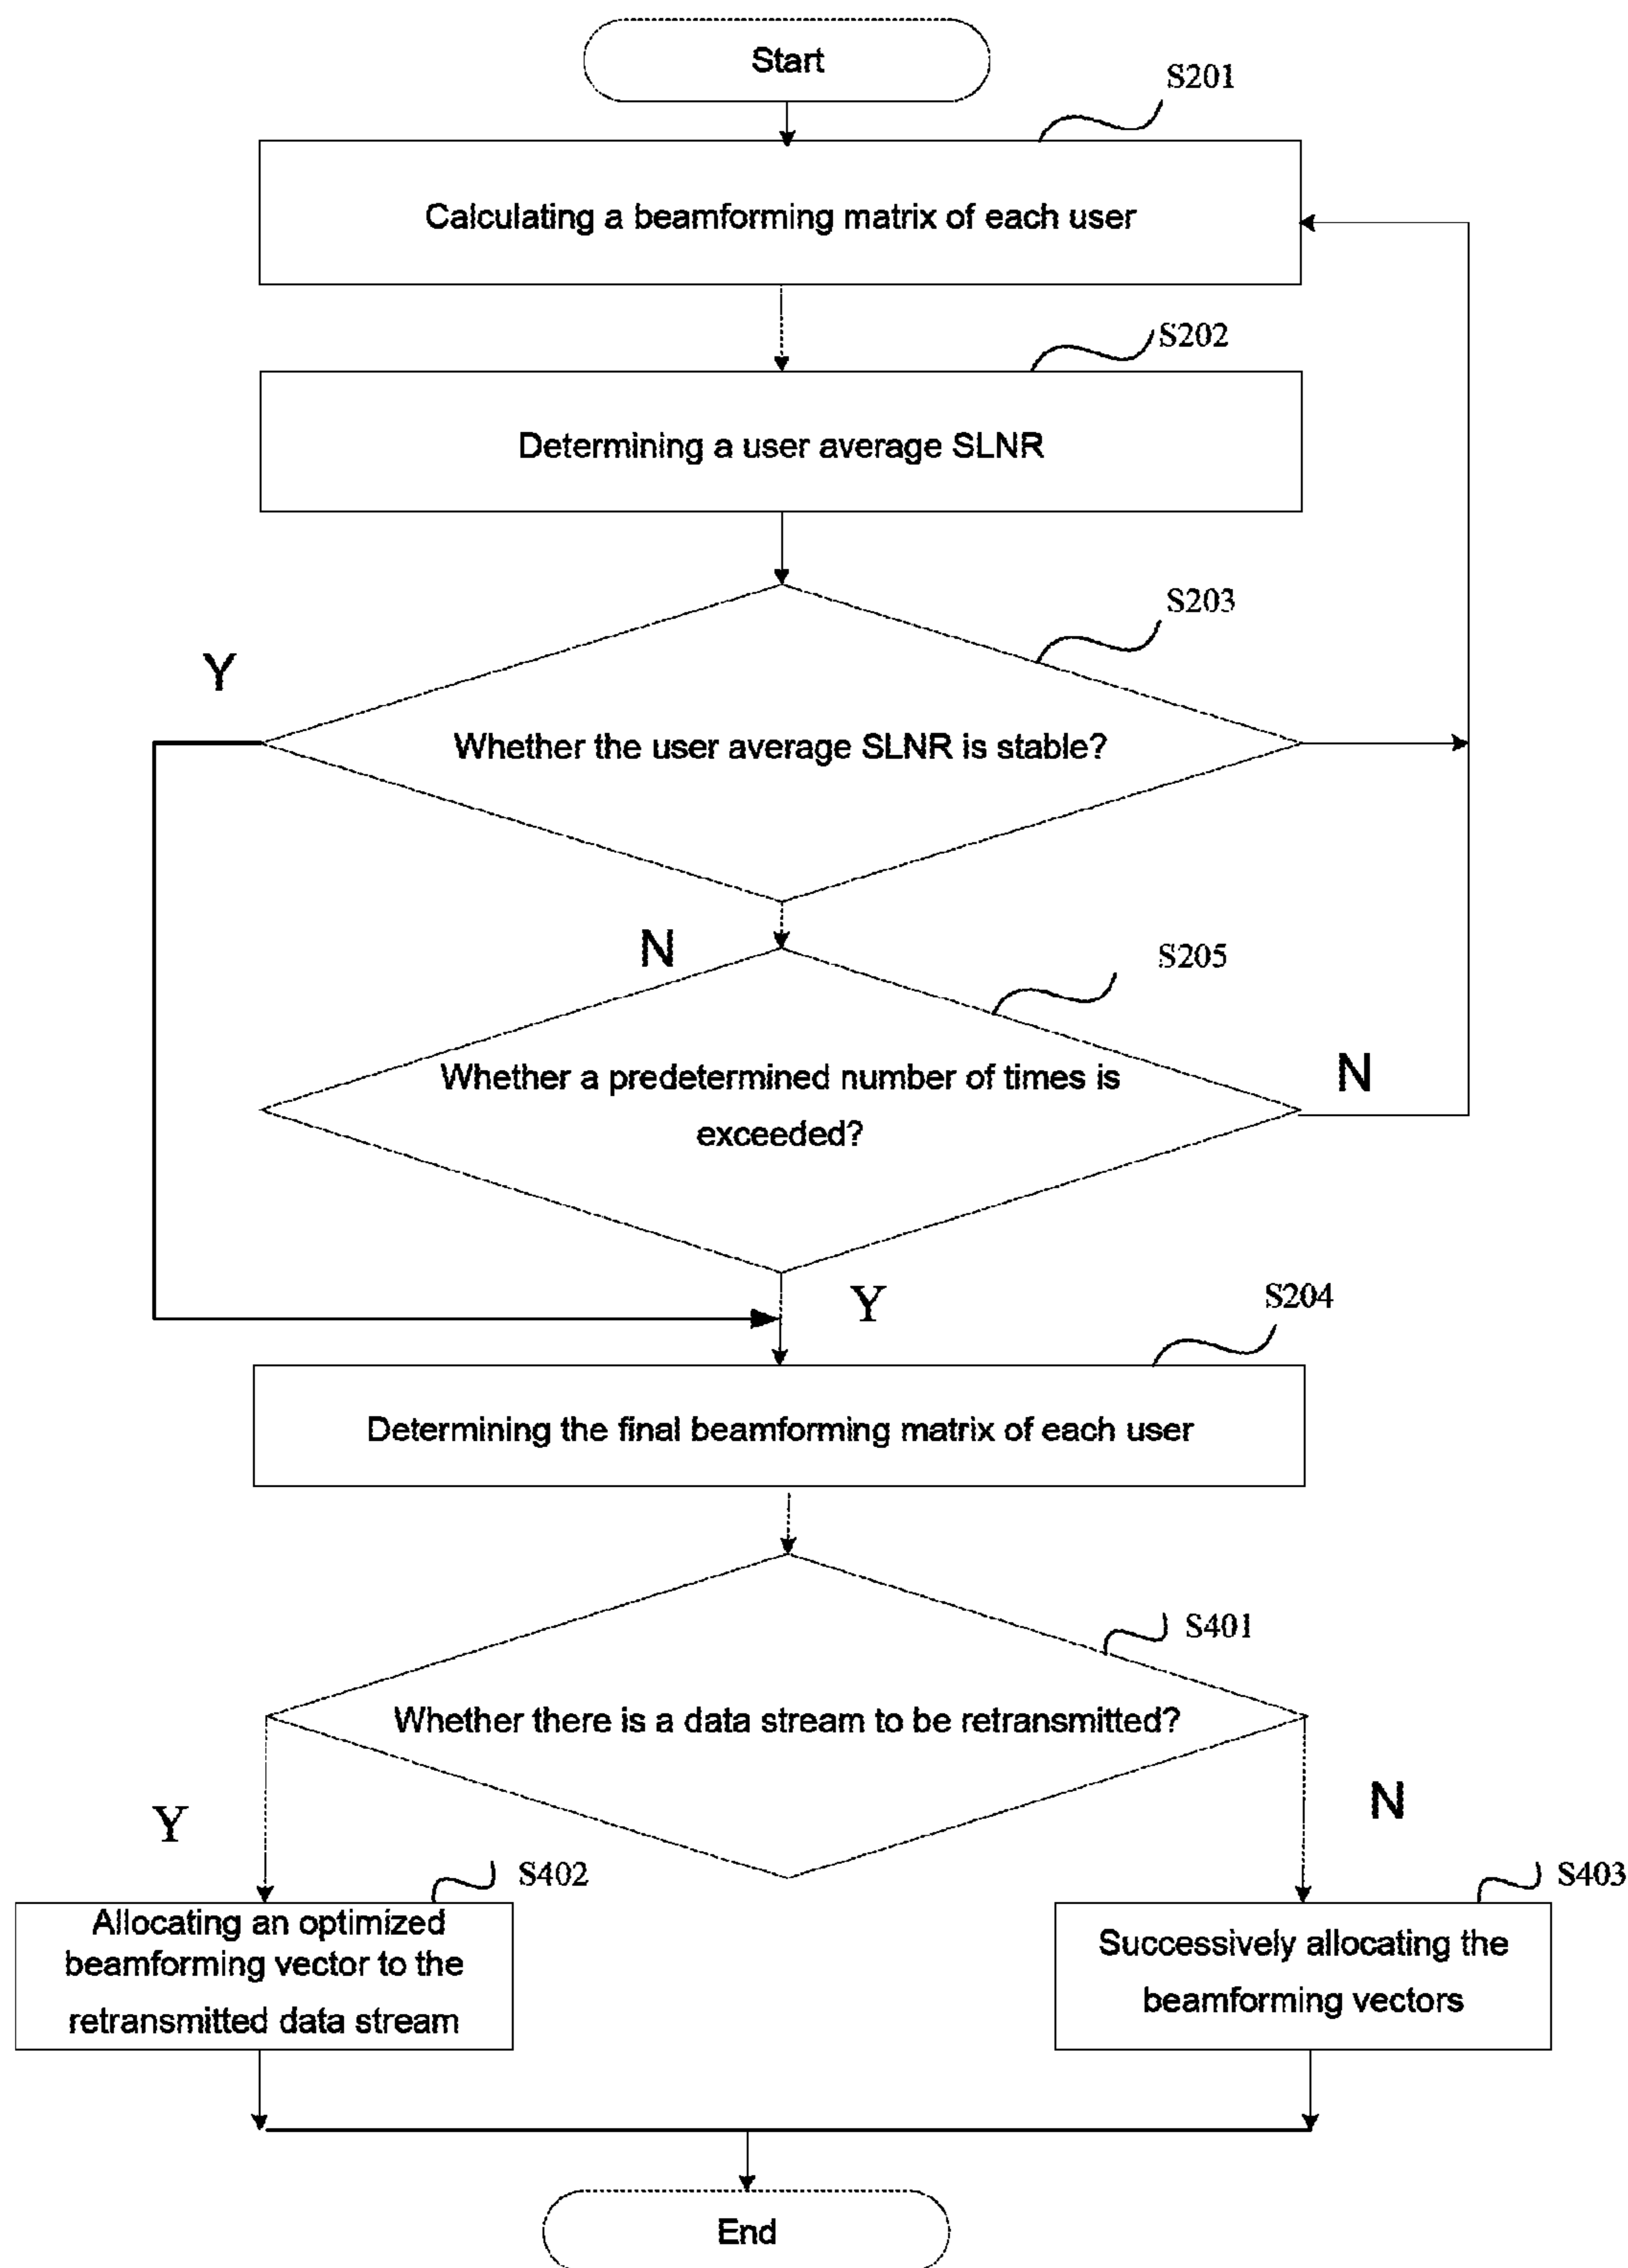 Start
S201
Calculating a beamforming matrix of each user
S202
Determining a user average SLNR
S203
Y
Whether the user average SLNR is stable?
N
S205
Whether a predetermined number of times is
exceeded?
N
Y
S204
Determining the final beamforming matrix of each user
S401
Whether there is a data stream to be retransmitted?
Y
N
S402
S403
Allocating an optimized
beamforming vector to the
retransmitted data stream
Successively allocating the
beamforming vectors
End